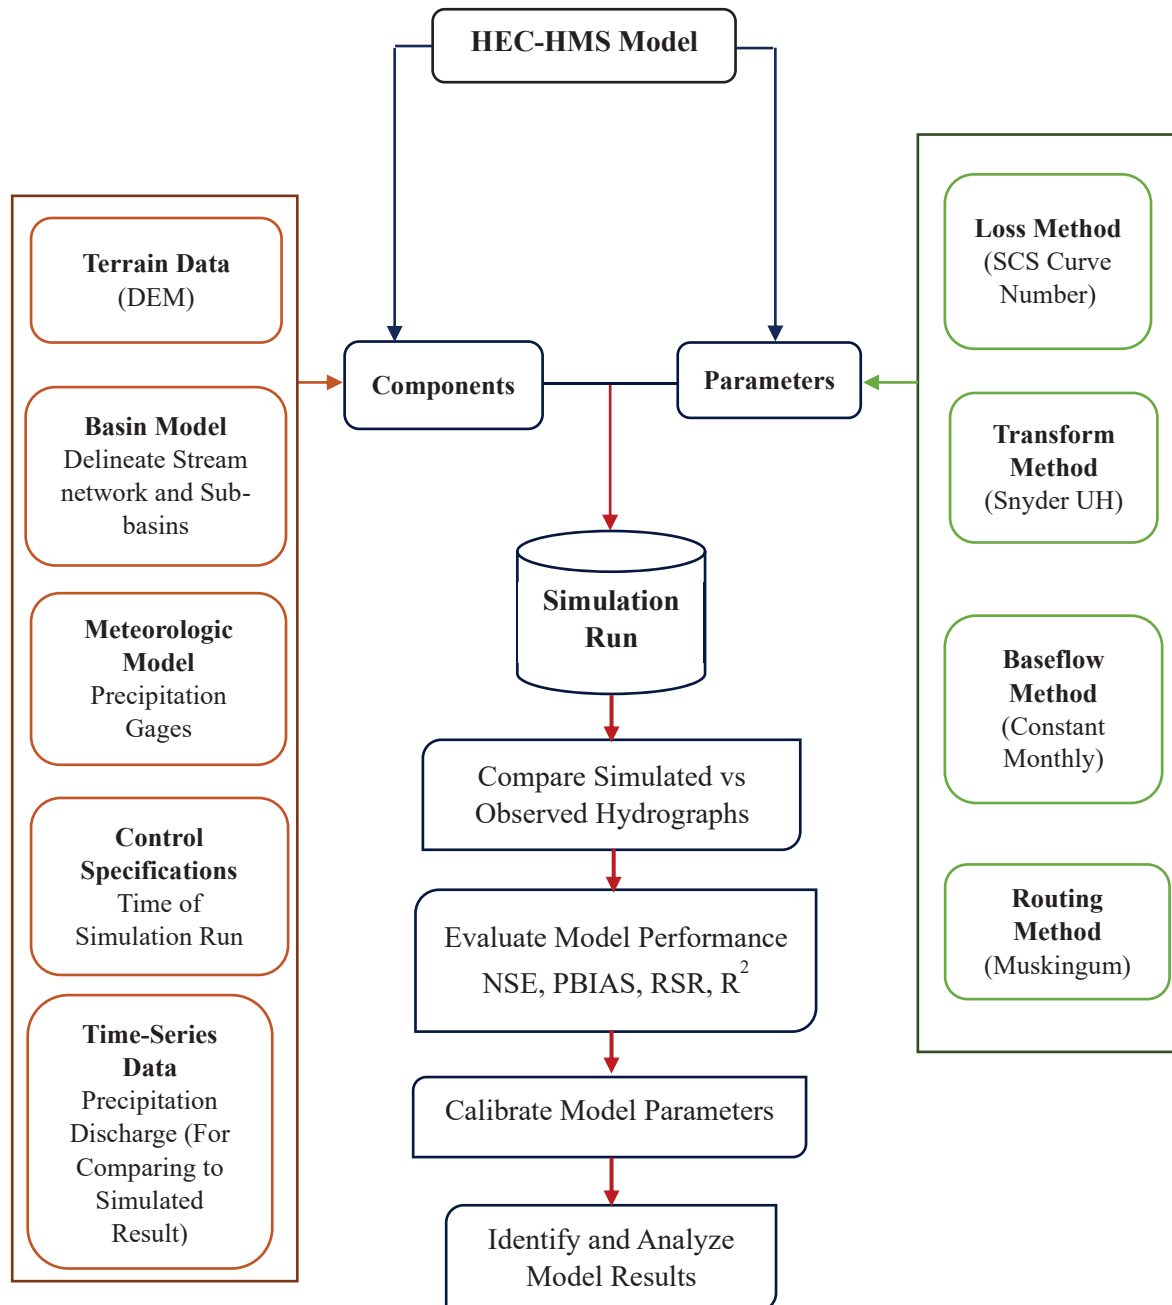 HEC-HMS Model
Terrain Data
(DEM)
Basin Model
Delineate Stream
network and Sub-
basins
Meteorologic
Model
Precipitation
Gages
Control
Specifications
Time of
Simulation Run
Time-Series
Data
Precipitation
Discharge (For
Comparing to
Simulated
Result)
Components
Parameters
Simulation
Run
Compare Simulated vs
Observed Hydrographs
Evaluate Model Performance
NSE, PBIAS, RSR, R²
Calibrate Model Parameters
Identify and Analyze
Model Results
Loss Method
(SCS Curve
Number)
Transform
Method
(Snyder UH)
Baseflow
Method
(Constant
Monthly)
Routing
Method
(Muskingum)